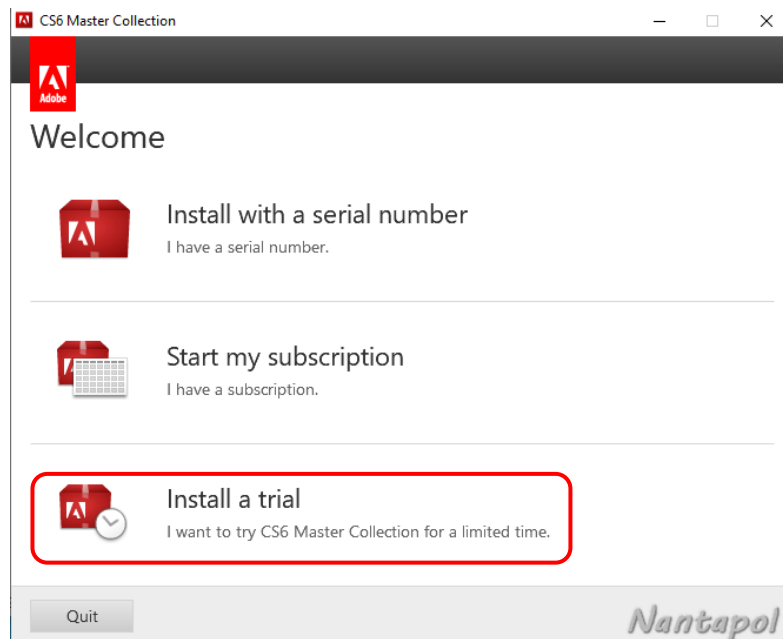 CS6 Master Collection
Adobe
Welcome
Install with a serial number
I have a serial number.
Start my subscription
I have a subscription.
Install a trial
I want to try CS6 Master Collection for a limited time.
Quit
Nantapol